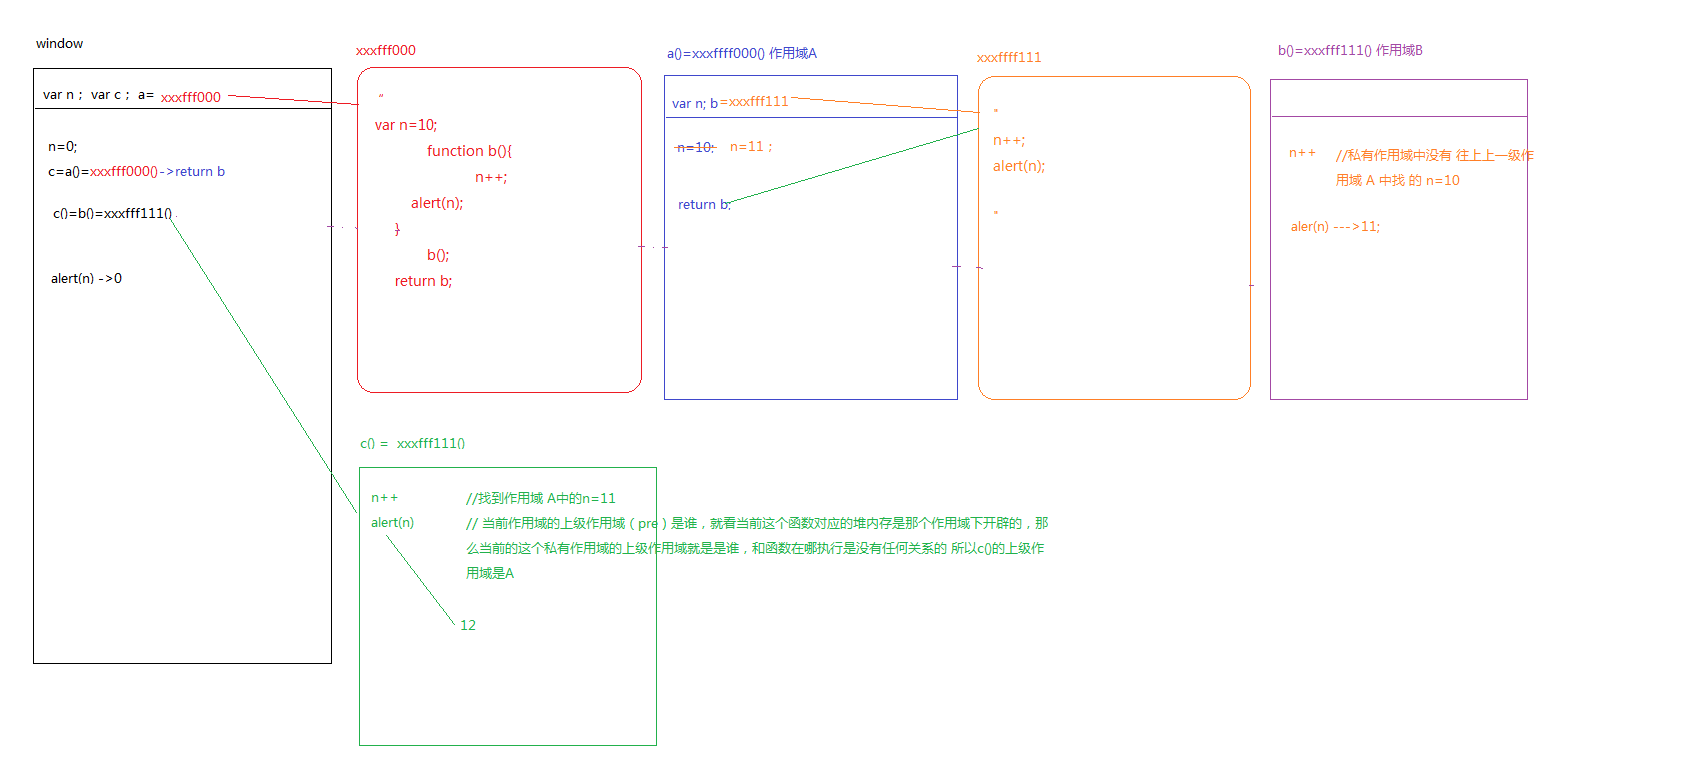 window
var n ; var c ; a= xxxfff000
n=0;
c=a()=xxxfff000()->return b
c()=b()=xxxfff111()
alert(n) ->0
xxxfff000
"
var n=10;
function b(){
n++;
alert(n);
}
b();
return b;
a()=xxxffff000() 作用域A
var n; b=xxxfff111
n=10; n=11 ;
return b;
xxxffff111
"
n++;
alert(n);
"
b()=xxxfff111() 作用域B
n++ //私有作用域中没有 往上上一级作
用域 A 中找 的 n=10
aler(n) --->11;
c() = xxxfff111()
n++ //找到作用域 A中的n=11
alert(n) // 当前作用域的上级作用域（pre）是谁，就看当前这个函数对应的堆内存是那个作用域下开辟的，那
么当前的这个私有作用域的上级作用域就是是谁，和函数在哪执行是没有任何关系的 所以c()的上级作
用域是A
12